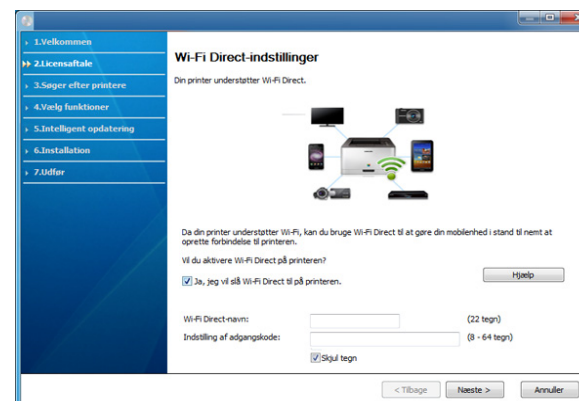 1.Velkommen
2.Licensaftale
3.Søger efter printere
4.Vælg funktioner
5.Intelligent opdatering
6.Installation
7.Udfør
Wi-Fi Direct-indstillinger
Din printer understøtter Wi-Fi Direct.
Da din printer understøtter Wi-Fi, kan du bruge Wi-Fi Direct til at gøre din mobilenhed i stand til nemt at
oprette forbindelse til printeren.
Vil du aktivere Wi-Fi Direct på printeren?
Ja, jeg vil slå Wi-Fi Direct til på printeren.
Hjælp
Wi-Fi Direct-navn: (22 tegn)
Indstilling af adgangskode: (8 - 64 tegn)
Skjul tegn
< Tilbage Næste > Annuller